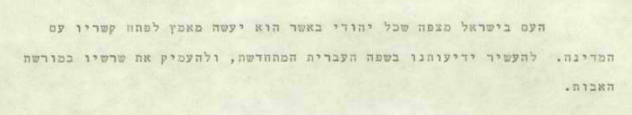 העם בישראל מצפה שכל יהודי באשר הוא יעשה מאמץ לפתח קשריו עם
המדינה. להעשיר ידיעותנו בשפה העברית המתחדשת, ולהעמיק את שרשיו במורשת
האבות.